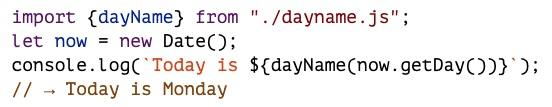 import {dayName} from "./dayname.js";
let now = new Date();
console.log(`Today is ${dayName(now.getDay())}`);
// → Today is Monday